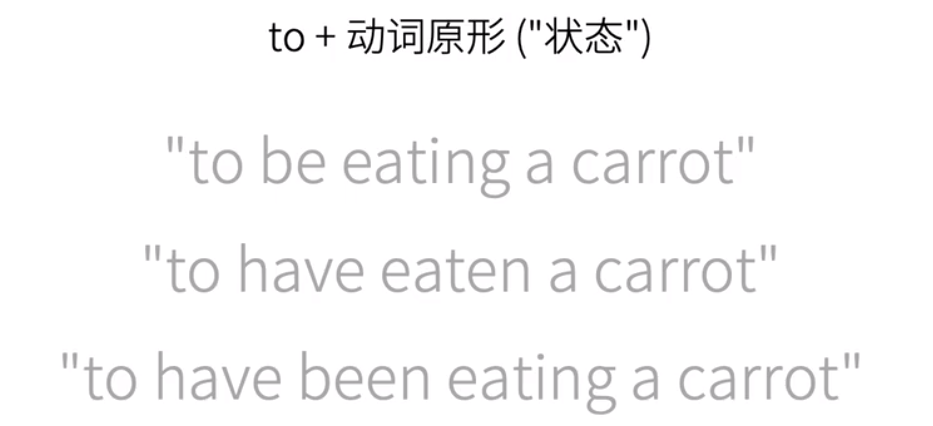 to + 动词原形 ("状态")
"to be eating a carrot"
"to have eaten a carrot"
"to have been eating a carrot"